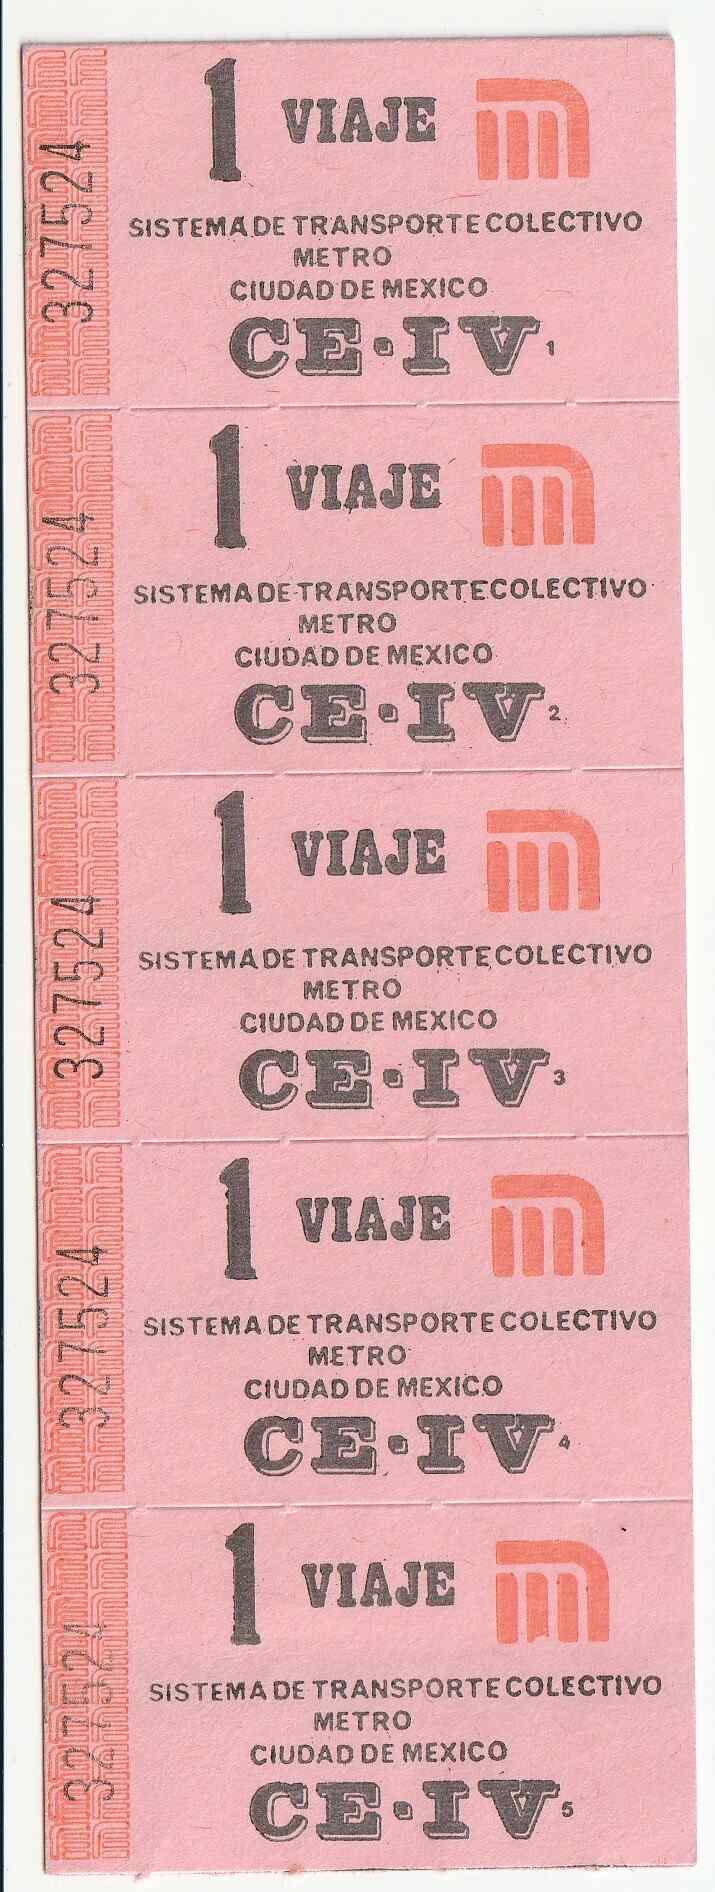 327524
1 VIAJE
SISTEMA DE TRANSPORTE COLECTIVO
METRO
CIUDAD DE MEXICO
CE·IV 1
327524
1 VIAJE
SISTEMA DE TRANSPORTE COLECTIVO
METRO
CIUDAD DE MEXICO
CE·IV 2
327524
1 VIAJE
SISTEMA DE TRANSPORTE COLECTIVO
METRO
CIUDAD DE MEXICO
CE·IV 3
327524
1 VIAJE
SISTEMA DE TRANSPORTE COLECTIVO
METRO
CIUDAD DE MEXICO
CE·IV 4
327524
1 VIAJE
SISTEMA DE TRANSPORTE COLECTIVO
METRO
CIUDAD DE MEXICO
CE·IV 5